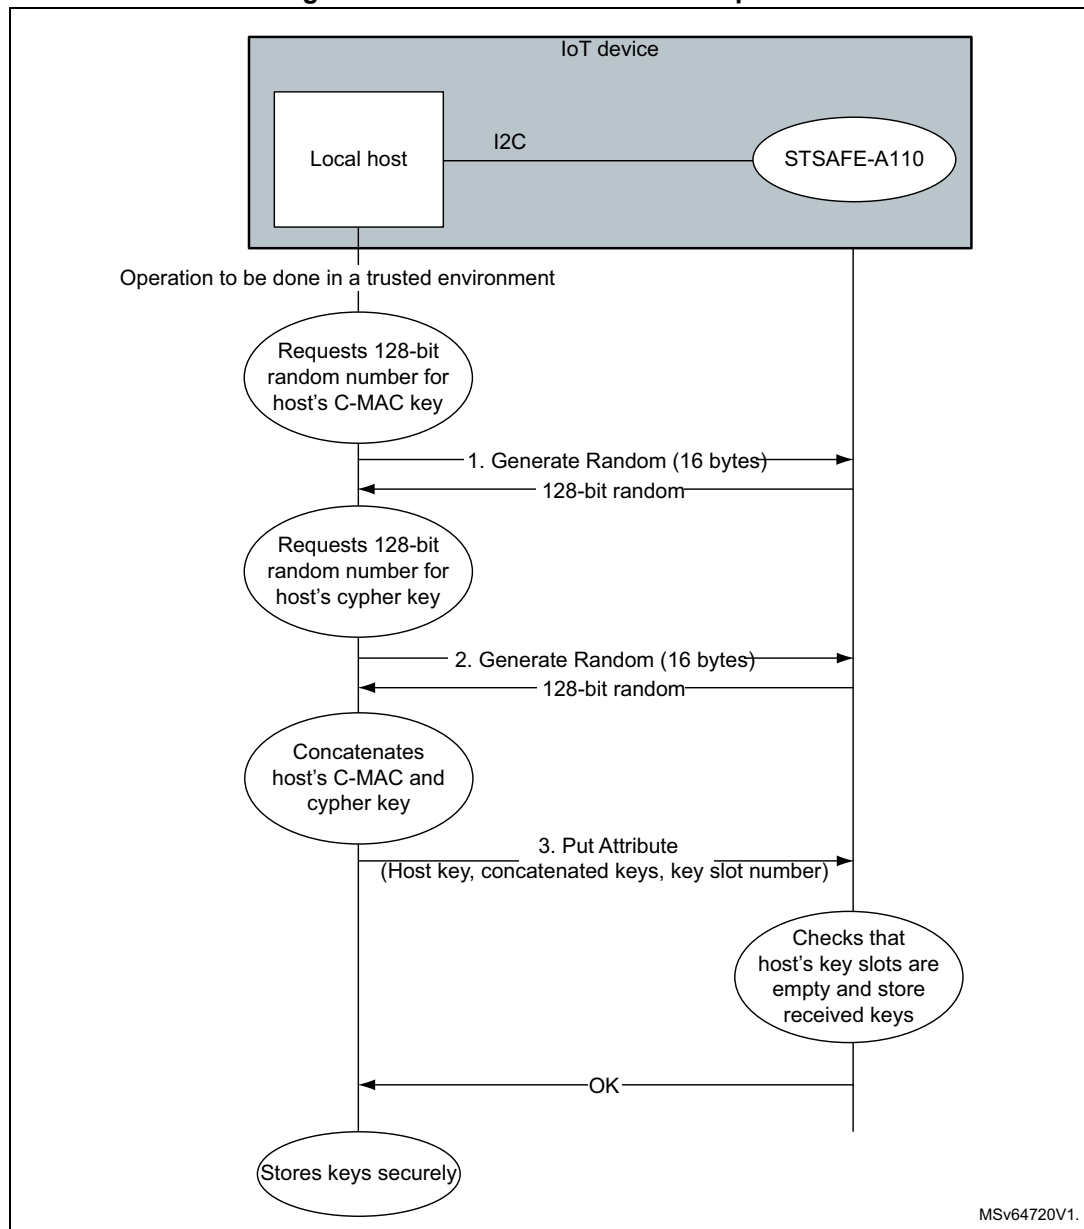 IoT device
Local host
I2C
STSAFE-A110
Operation to be done in a trusted environment
Requests 128-bit
random number for
host's C-MAC key
1. Generate Random (16 bytes)
128-bit random
Requests 128-bit
random number for
host's cypher key
2. Generate Random (16 bytes)
128-bit random
Concatenates
host's C-MAC and
cypher key
3. Put Attribute
(Host key, concatenated keys, key slot number)
Checks that
host's key slots are
empty and store
received keys
OK
Stores keys securely
MSv64720V1.